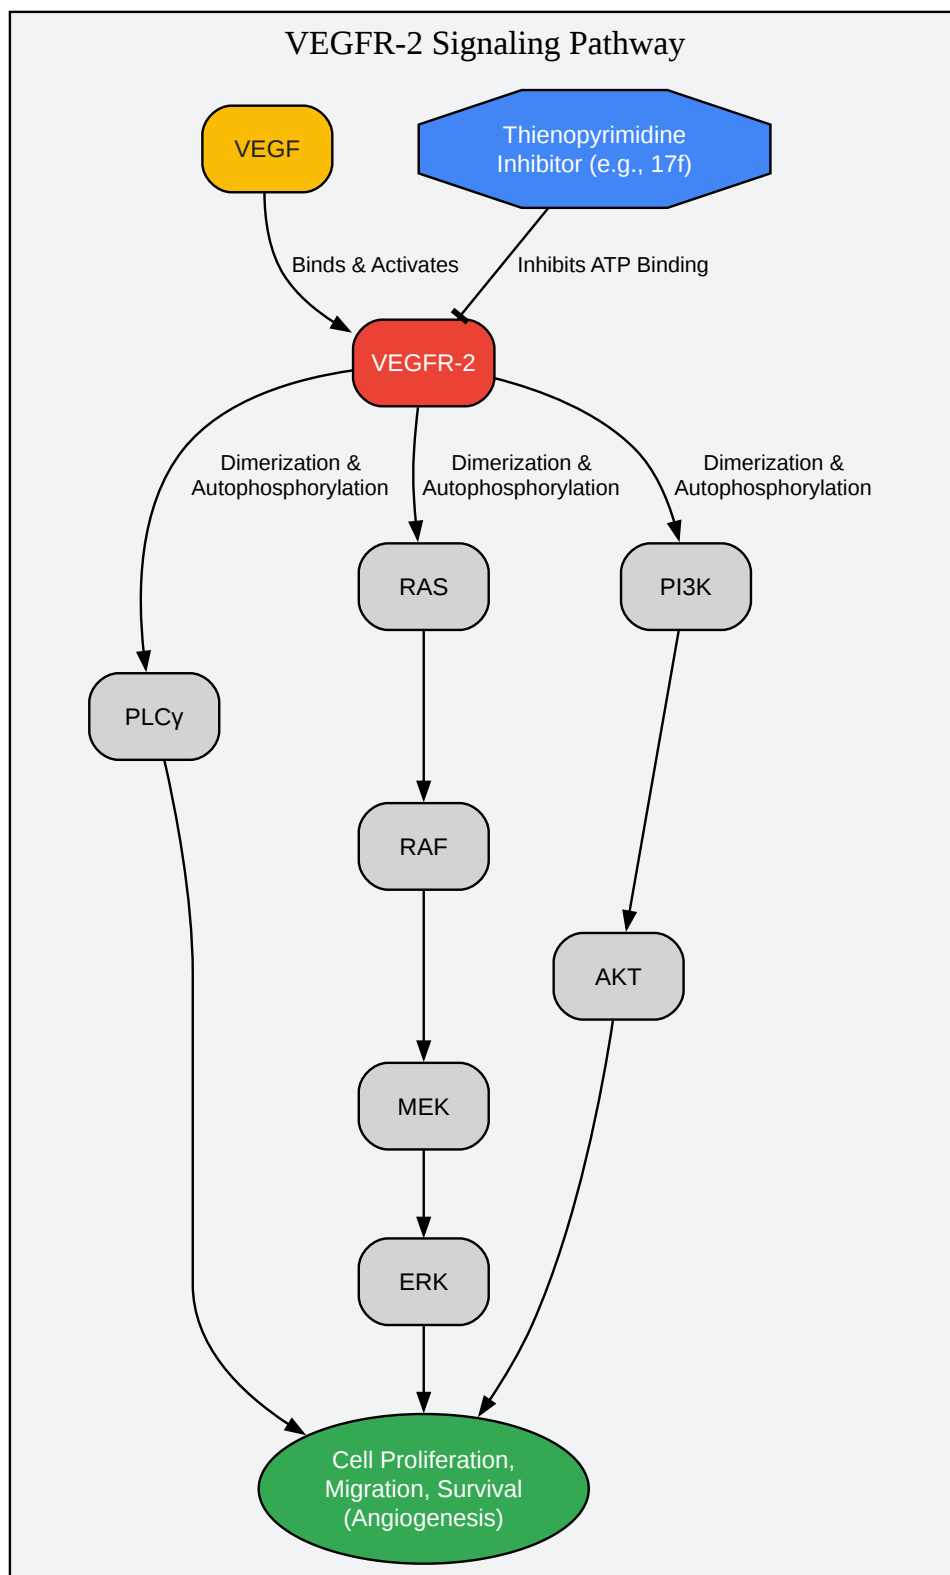 VEGFR-2 Signaling Pathway
VEGF
Thienopyrimidine
Inhibitor (e.g., 17f)
Binds & Activates
Inhibits ATP Binding
VEGFR-2
Dimerization &
Autophosphorylation
Dimerization &
Autophosphorylation
Dimerization &
Autophosphorylation
RAS
PI3K
PLCγ
RAF
AKT
MEK
ERK
Cell Proliferation,
Migration, Survival
(Angiogenesis)